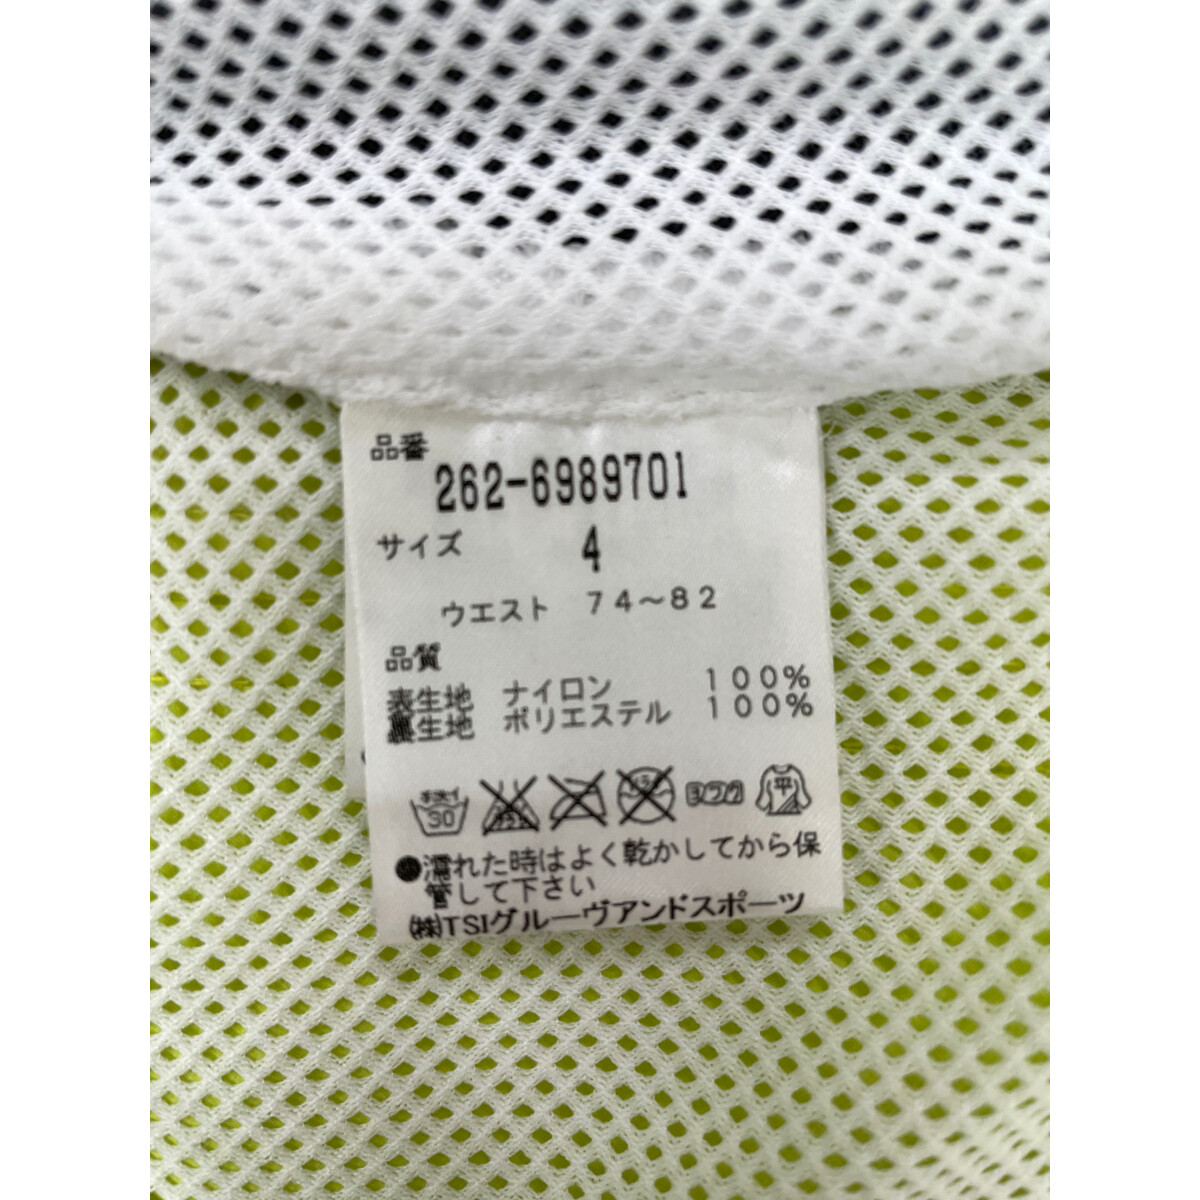 品番
262-6989701
サイズ 4
ウエスト 74～82
品質
表生地 ナイロン 100%
裏生地 ポリエステル 100%
30
平
●濡れた時はよく乾かしてから保
管して下さい
㈱TSIグルーヴアンドスポーツ